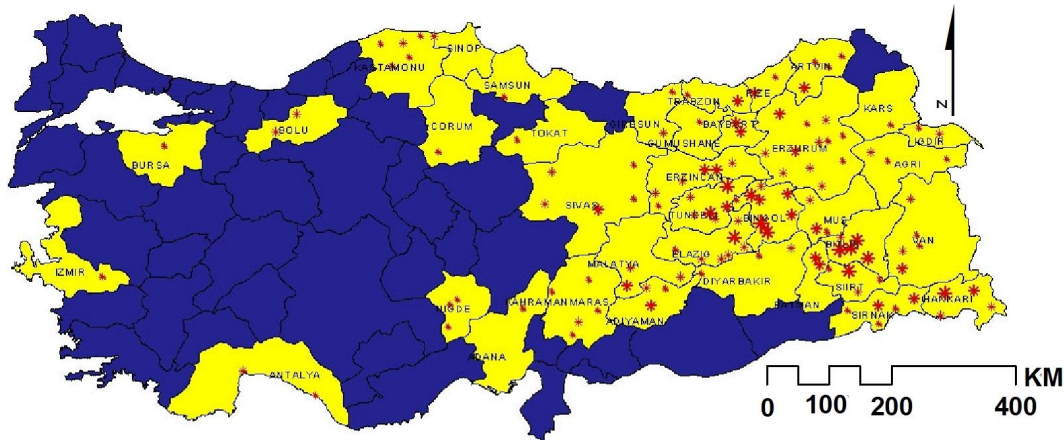 SINOP
KASTAMONU
SAMSUN
ARTVIN
RIZE
TRABZON
KARS
BOLU
CORUM
TOKAT
GIRESUN
BAYBURT
IGDIR
GUMUSHANE
ERZURUM
BURSA
AGRI
ERZINCAN
SIVAS
TUNCELI
BINGOL
MUS
VAN
BITLIS
ELAZIG
IZMIR
MALATYA
DIYARBAKIR
SIIRT
NIGDE
KAHRAMANMARAS
BATMAN
HAKKARI
ADIYAMAN
SIRNAK
ADANA
ANTALYA
N
KM
0 100 200 400